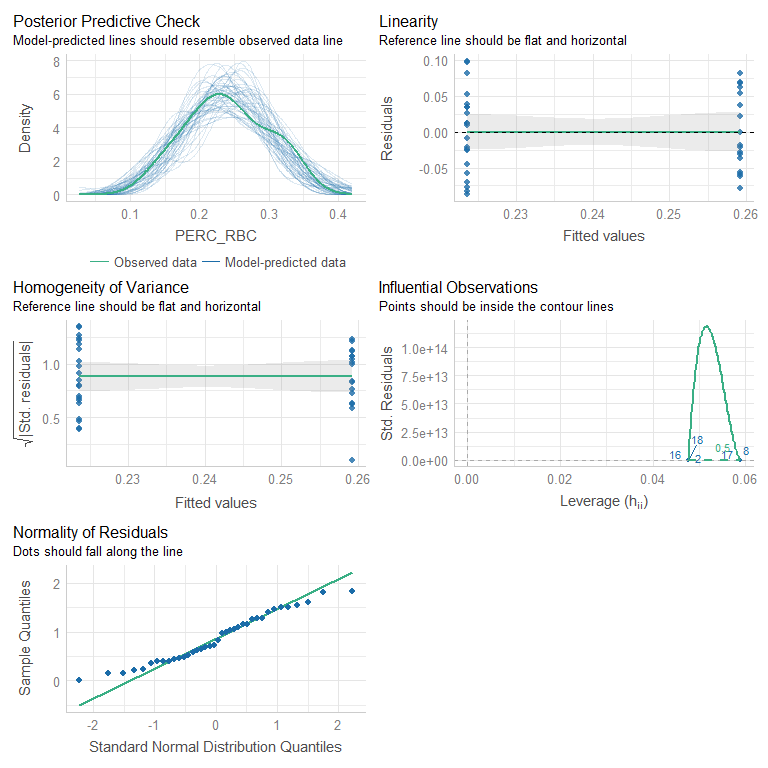 Posterior Predictive Check
Model-predicted lines should resemble observed data line
8
6
4
2
0
Density
0.1 0.2 0.3 0.4
PERC_RBC
Observed data Model-predicted data
Linearity
Reference line should be flat and horizontal
0.10
0.05
0.00
-0.05
Residuals
0.23 0.24 0.25 0.26
Fitted values
Homogeneity of Variance
Reference line should be flat and horizontal
1.0
0.5
√|Std. residuals|
0.23 0.24 0.25 0.26
Fitted values
Influential Observations
Points should be inside the contour lines
1.0e+14
7.5e+13
5.0e+13
2.5e+13
0.0e+00
Std. Residuals
18
0.5
16 2 17 8
0.00 0.02 0.04 0.06
Leverage (hii)
Normality of Residuals
Dots should fall along the line
2
1
0
Sample Quantiles
-2 -1 0 1 2
Standard Normal Distribution Quantiles